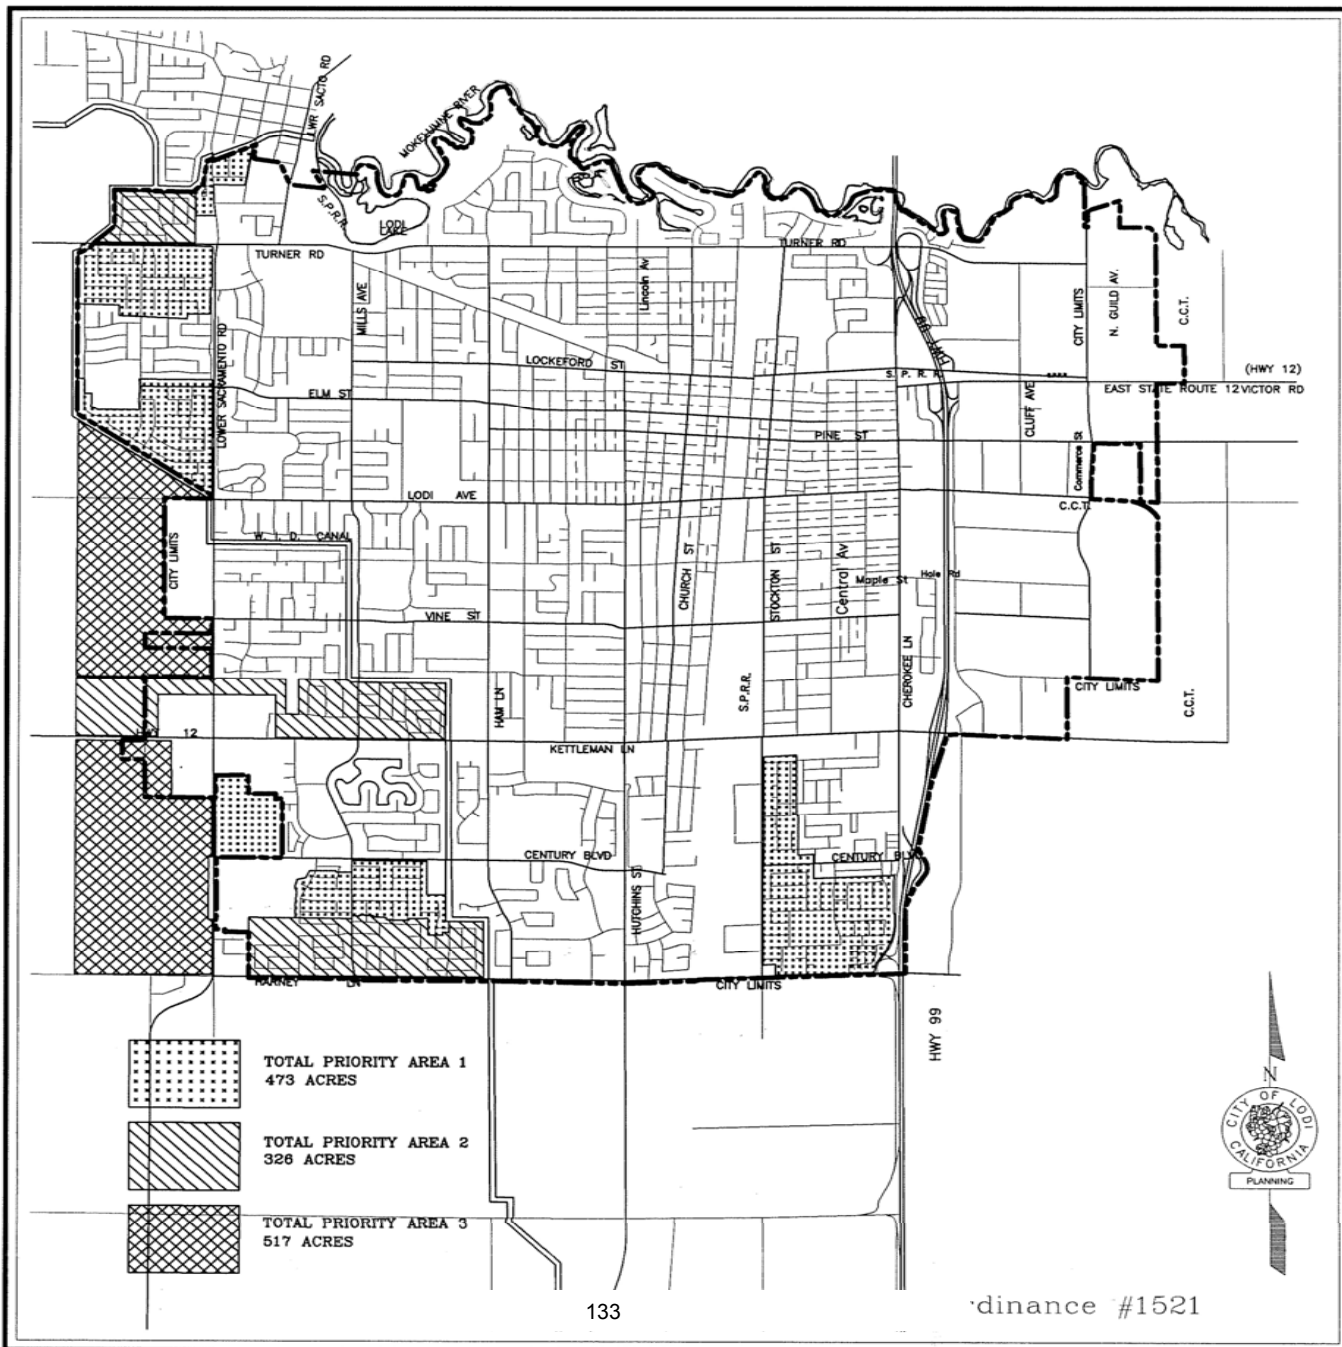 LWR SACTO RD
MOKELUMNE RIVER
S.P.R.R.
LODI
LAKE
TURNER RD
TURNER RD
MILLS AVE
Lincoln Av
CITY LIMITS
N. GUILD AV.
C.C.T.
LOWER SACRAMENTO RD
LOCKEFORD ST
S. P. R. R.
(HWY 12)
EAST STATE ROUTE 12 VICTOR RD
ELM ST
CLUFF AVE
PINE ST
Commerce St
LODI AVE
C.C.T.
W. I. D. CANAL
CITY LIMITS
CHURCH ST
STOCKTON ST
Central Av
Maple St
Hole Rd
VINE ST
CHEROKEE LN
HAM LN
S.P.R.R.
CITY LIMITS
C.C.T.
HWY 12
KETTLEMAN LN
CENTURY BLVD
CENTURY BLVD
HUTCHINS ST
HARNEY LN
CITY LIMITS
HWY 99
TOTAL PRIORITY AREA 1
473 ACRES
TOTAL PRIORITY AREA 2
326 ACRES
TOTAL PRIORITY AREA 3
517 ACRES
N
CITY OF LODI
CALIFORNIA
PLANNING
133
dinance #1521